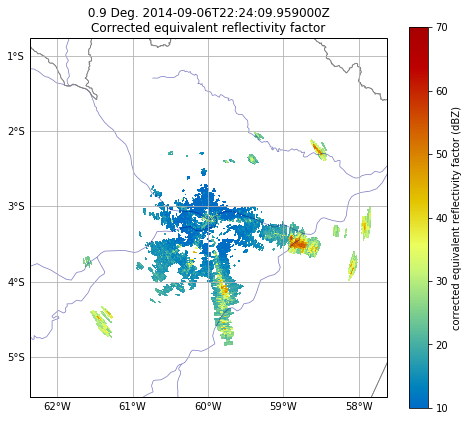 0.9 Deg. 2014-09-06T22:24:09.959000Z
Corrected equivalent reflectivity factor
1°S
2°S
3°S
4°S
5°S
62°W
61°W
60°W
59°W
58°W
70
60
50
40
30
20
10
corrected equivalent reflectivity factor (dBZ)